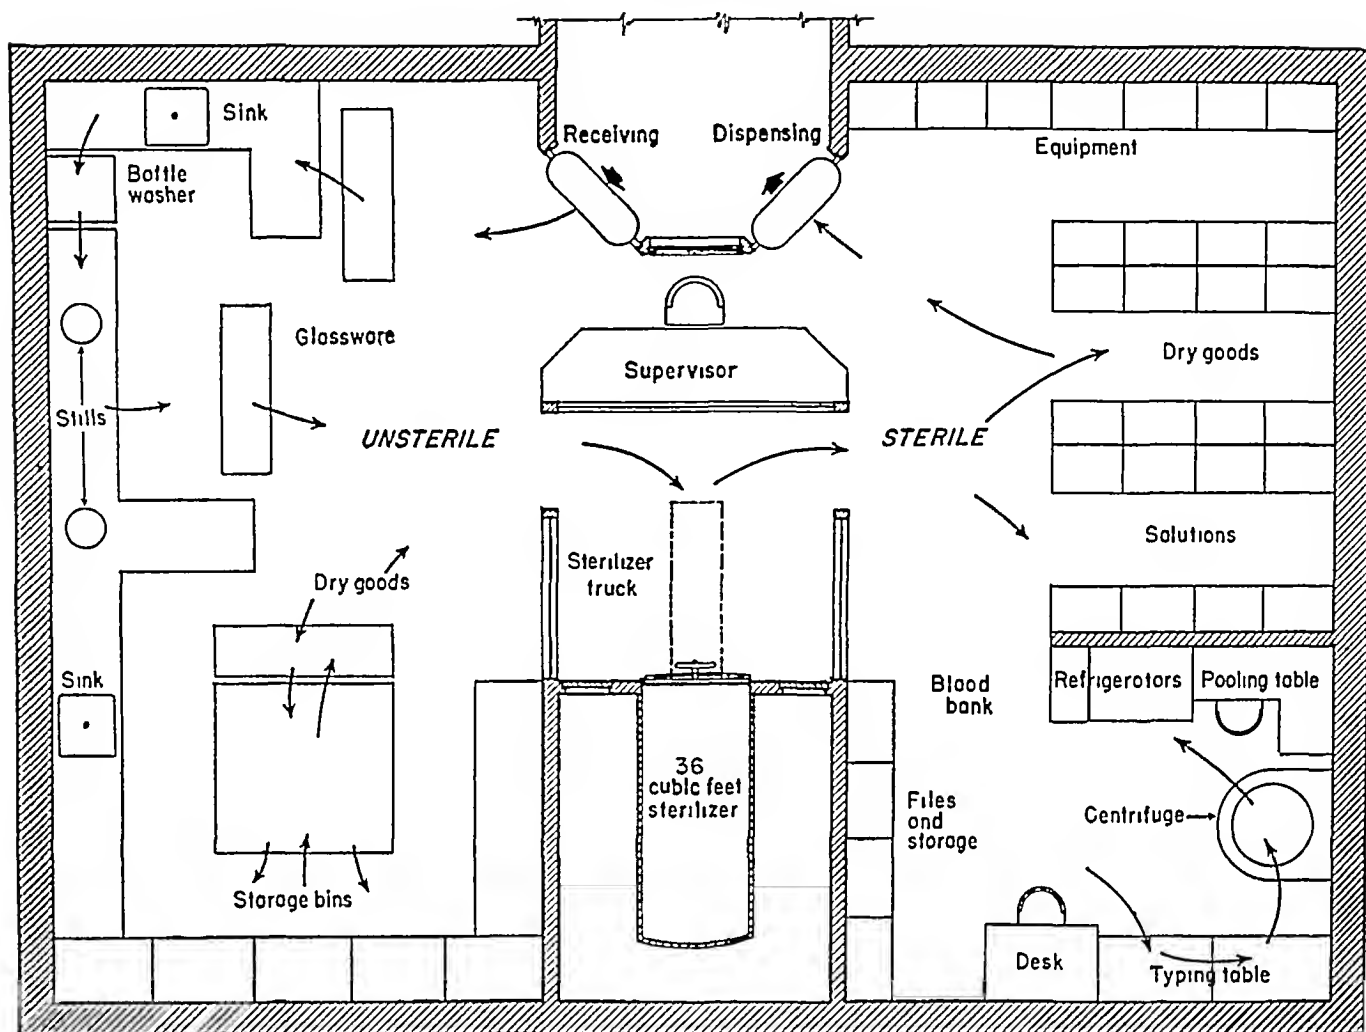 Sink
Receiving
Dispensing
Equipment
Bottle
washer
Glassware
Supervisor
Dry goods
Stills
UNSTERILE
STERILE
Solutions
Sterilizer
truck
Dry goods
Sink
Blood
bank
Refrigerators
Pooling table
36
cubic feet
sterilizer
Files
and
storage
Centrifuge
Storage bins
Desk
Typing table